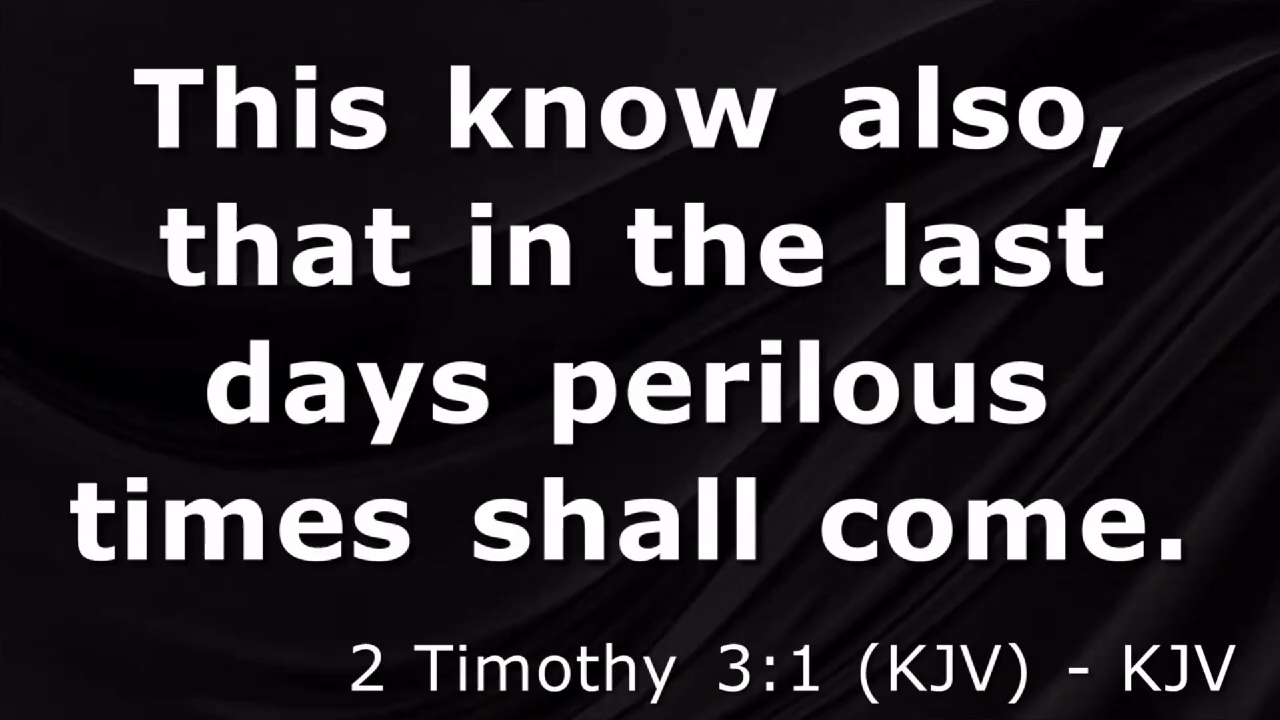 This know also,
that in the last
days perilous
times shall come.
2 Timothy 3:1 (KJV) - KJV